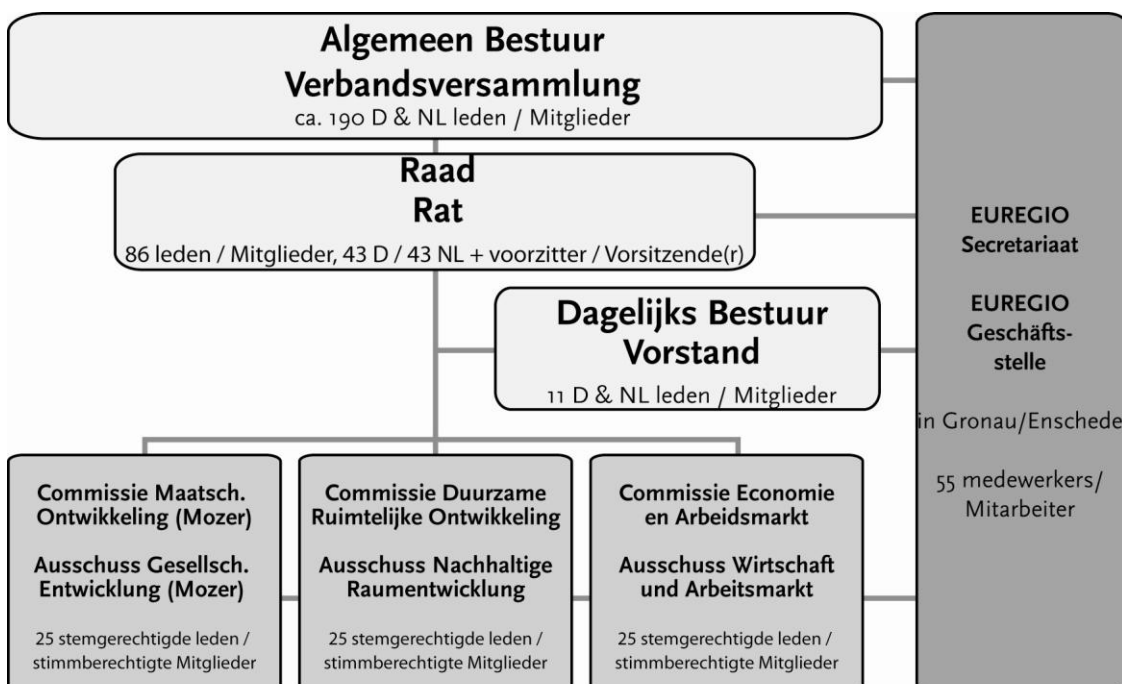 Algemeen Bestuur
Verbandsversammlung
ca. 190 D & NL leden / Mitglieder
Raad
Rat
86 leden / Mitglieder, 43 D / 43 NL + voorzitter / Vorsitzende(r)
Dagelijks Bestuur
Vorstand
11 D & NL leden / Mitglieder
Commissie Maatsch.
Ontwikkeling (Mozer)
Ausschuss Gesellsch.
Entwicklung (Mozer)
25 stemgerechtigde leden /
stimmberechtigte Mitglieder
Commissie Duurzame
Ruimtelijke Ontwikkeling
Ausschuss Nachhaltige
Raumentwicklung
25 stemgerechtigde leden /
stimmberechtigte Mitglieder
Commissie Economie
en Arbeidsmarkt
Ausschuss Wirtschaft
und Arbeitsmarkt
25 stemgerechtigde leden /
stimmberechtigte Mitglieder
EUREGIO
Secretariaat
EUREGIO
Geschäfts-
stelle
in Gronau/Enschede
55 medewerkers/
Mitarbeiter